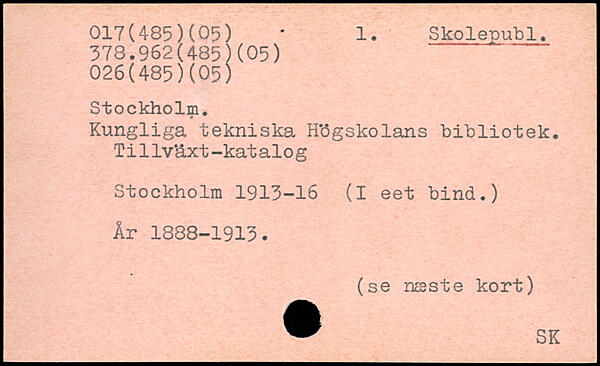 017(485)(05) 1. Skolepubl.
378.962(485)(05)
026(485)(05)
Stockholm.
Kungliga tekniska Högskolans bibliotek.
Tillväxt-katalog
Stockholm 1913-16 (I eet bind.)
År 1888-1913.
(se næste kort)
SK